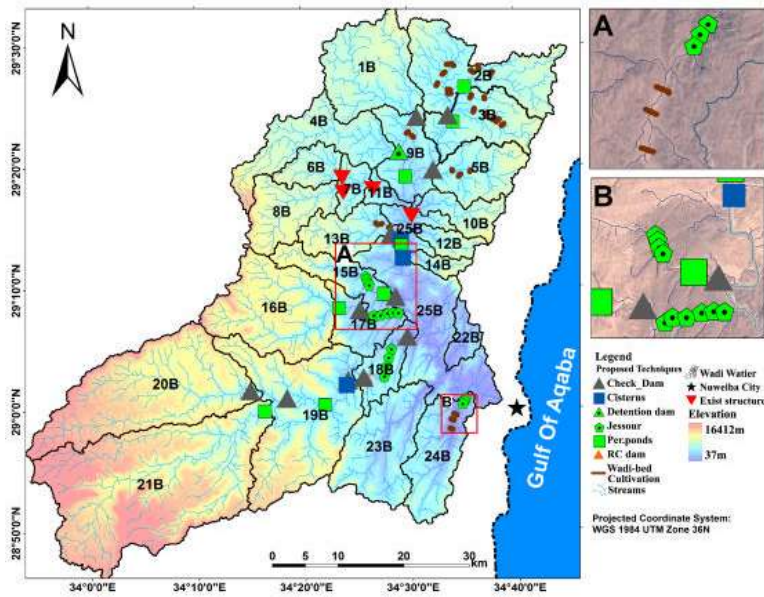 N
29°30'0"N
29°20'0"N
29°10'0"N
29°0'0"N
28°50'0"N
1B
2B
3B
4B
9B
5B
6B
7B
11B
8B
10B
25B
12B
13B
14B
A
15B
16B
25B
17B
22B
18B
20B
B
19B
23B
24B
21B
Gulf Of Aqaba
0 5 10 20 30
km
34°0'0"E
34°10'0"E
34°20'0"E
34°30'0"E
34°40'0"E
A
B
Legend
Proposed Techniques
Check_Dam
Cisterns
Detention dam
Jessour
Per.ponds
RC dam
Wadi-bed
Cultivation
Streams
Wadi Watier
Nuweiba City
Exist structure
Elevation
16412m
37m
Projected Coordinate System:
WGS 1984 UTM Zone 36N